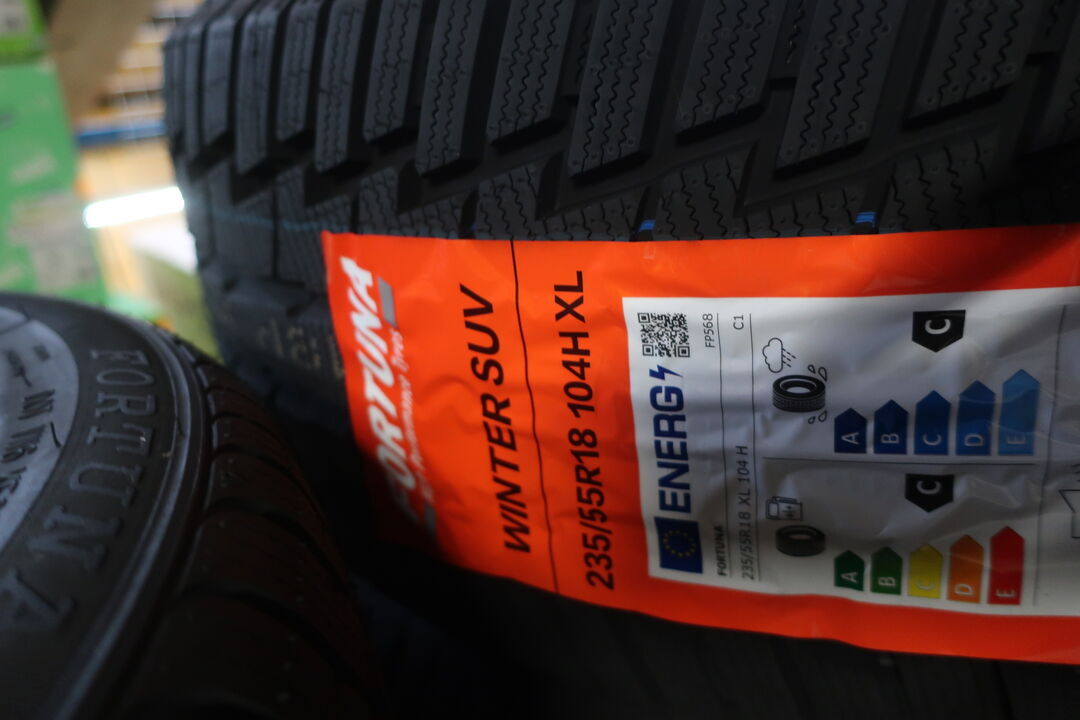 FORTUNA
WINTER SUV
235/55R18 104H XL
ENERG
FP568
C1
FORTUNA
235/55R18 XL 104 H
C
A
B
C
D
E
C
A
B
C
D
E
FORTUNA